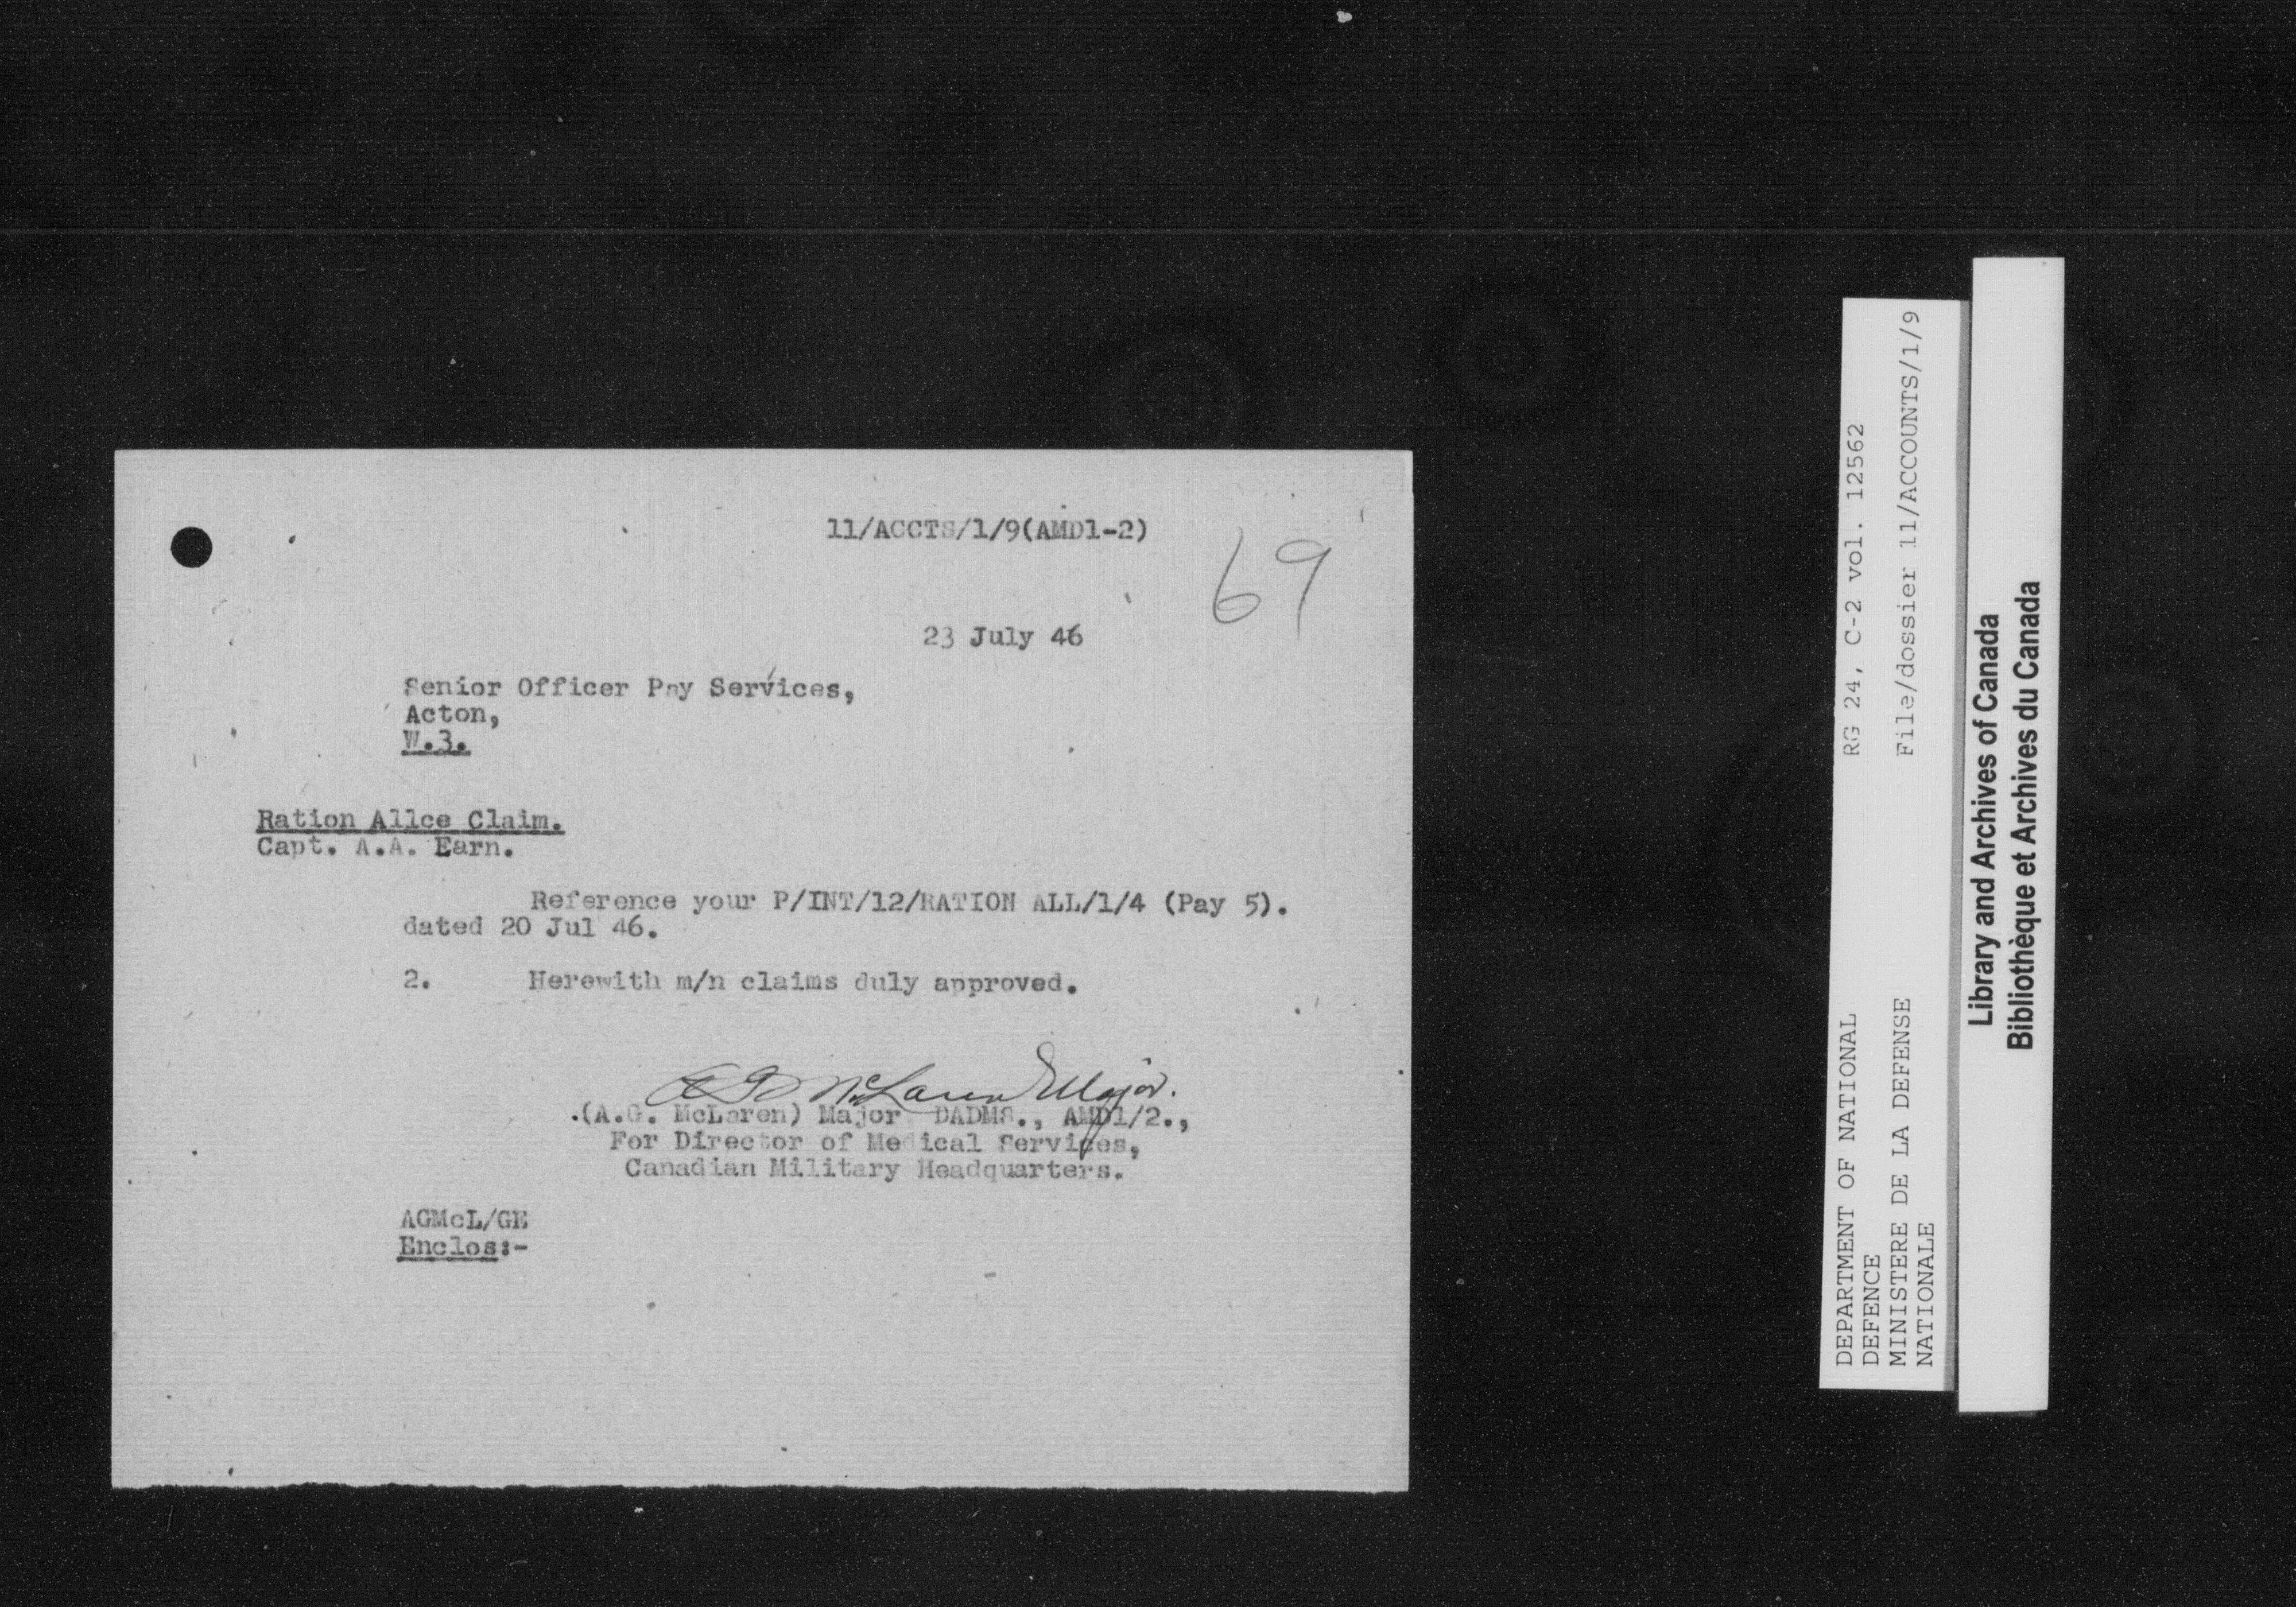 11/ACCTS/1/9(AMD1-2)
69
23 July 46
Senior Officer Pay Services,
Acton,
W.3.
Ration Allce Claim.
Capt. A.A. Earn.
Reference your P/INT/12/RATION ALL/1/4 (Pay 5).
dated 20 Jul 46.
2. Herewith m/n claims duly approved.
AG McLaren Major.
(A.G. McLaren) Major DADMS., AMD1/2.,
For Director of Medical Services,
Canadian Military Headquarters.
AGMcL/GE
Enclos:-
DEPARTMENT OF NATIONAL
DEFENCE
MINISTERE DE LA DEFENSE
NATIONALE
RG 24, C-2 vol. 12562
File/dossier 11/ACCOUNTS/1/9
Library and Archives of Canada
Bibliothèque et Archives du Canada